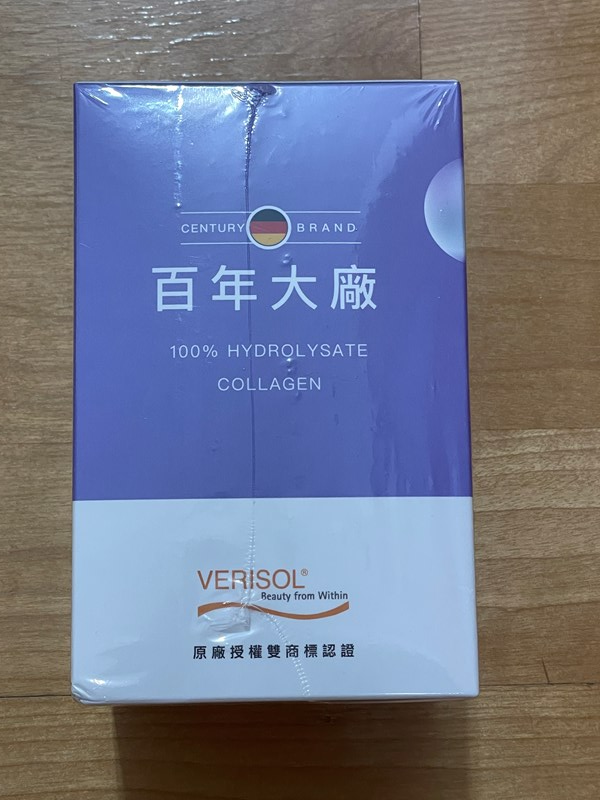 CENTURY BRAND
百年大廠
100% HYDROLYSATE
COLLAGEN
VERISOL®
Beauty from Within
原廠授權雙商標認證